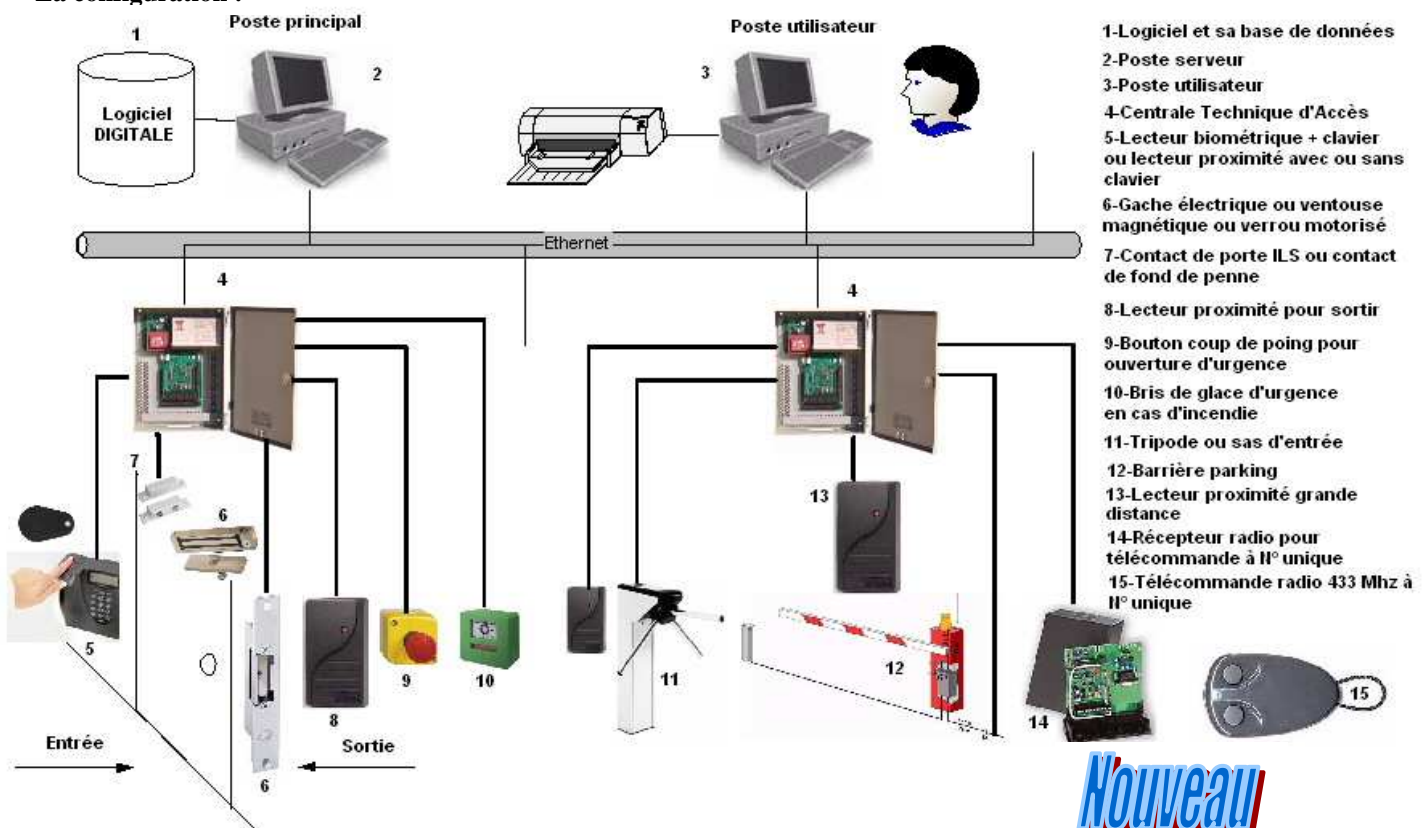 La configuration :
Poste principal
Poste utilisateur
1
2
3
Logiciel
DIGITALE
Ethernet
4
4
7
6
13
5
8
9
10
11
12
14
15
6
Entrée
Sortie
1-Logiciel et sa base de données
2-Poste serveur
3-Poste utilisateur
4-Centrale Technique d'Accès
5-Lecteur biométrique + clavier
ou lecteur proximité avec ou sans
clavier
6-Gache électrique ou ventouse
magnétique ou verrou motorisé
7-Contact de porte ILS ou contact
de fond de penne
8-Lecteur proximité pour sortir
9-Bouton coup de poing pour
ouverture d'urgence
10-Bris de glace d'urgence
en cas d'incendie
11-Tripode ou sas d'entrée
12-Barrière parking
13-Lecteur proximité grande
distance
14-Récepteur radio pour
télécommande à N° unique
15-Télécommande radio 433 Mhz à
N° unique
Nouveau